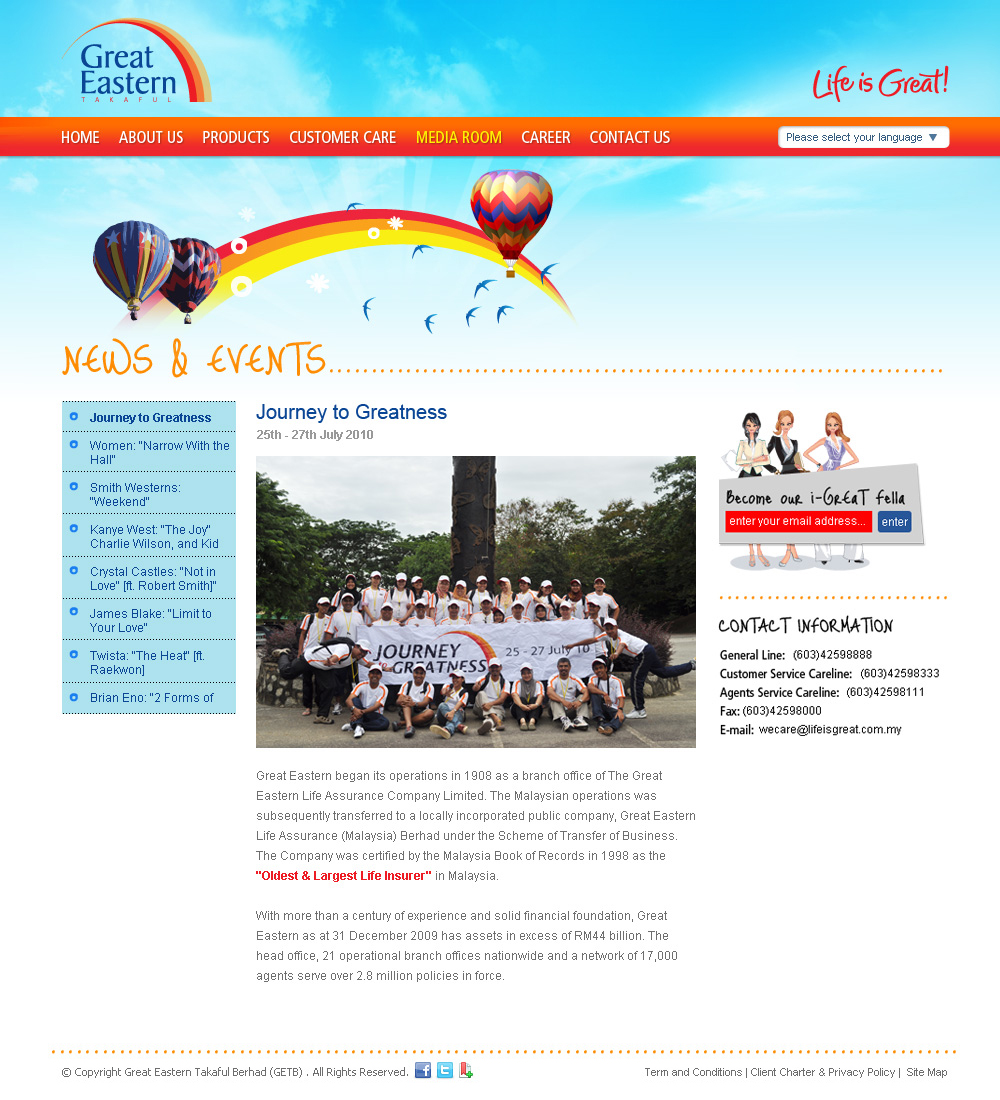 Great
Eastern
TAKAFUL
Life is Great!
HOME ABOUT US PRODUCTS CUSTOMER CARE MEDIA ROOM CAREER CONTACT US
Please select your language
NEWS & EVENTS
Journey to Greatness
Women: "Narrow With the
Hall"
Smith Westerns:
"Weekend"
Kanye West: "The Joy"
Charlie Wilson, and Kid
Crystal Castles: "Not in
Love" [ft. Robert Smith]"
James Blake: "Limit to
Your Love"
Twista: "The Heat" [ft.
Raekwon]
Brian Eno: "2 Forms of
Journey to Greatness
25th - 27th July 2010
JOURNEY
to GREATNESS
25 - 27 July 10
Great Eastern began its operations in 1908 as a branch office of The Great
Eastern Life Assurance Company Limited. The Malaysian operations was
subsequently transferred to a locally incorporated public company, Great Eastern
Life Assurance (Malaysia) Berhad under the Scheme of Transfer of Business.
The Company was certified by the Malaysia Book of Records in 1998 as the
"Oldest & Largest Life Insurer" in Malaysia.
With more than a century of experience and solid financial foundation, Great
Eastern as at 31 December 2009 has assets in excess of RM44 billion. The
head office, 21 operational branch offices nationwide and a network of 17,000
agents serve over 2.8 million policies in force.
Become our i-GREAT fella
enter your email address... enter
CONTACT INFORMATION
General Line: (603)42598888
Customer Service Careline: (603)42598333
Agents Service Careline: (603)42598111
Fax: (603)42598000
E-mail: wecare@lifeisgreat.com.my
© Copyright Great Eastern Takaful Berhad (GETB) . All Rights Reserved.
Term and Conditions | Client Charter & Privacy Policy | Site Map